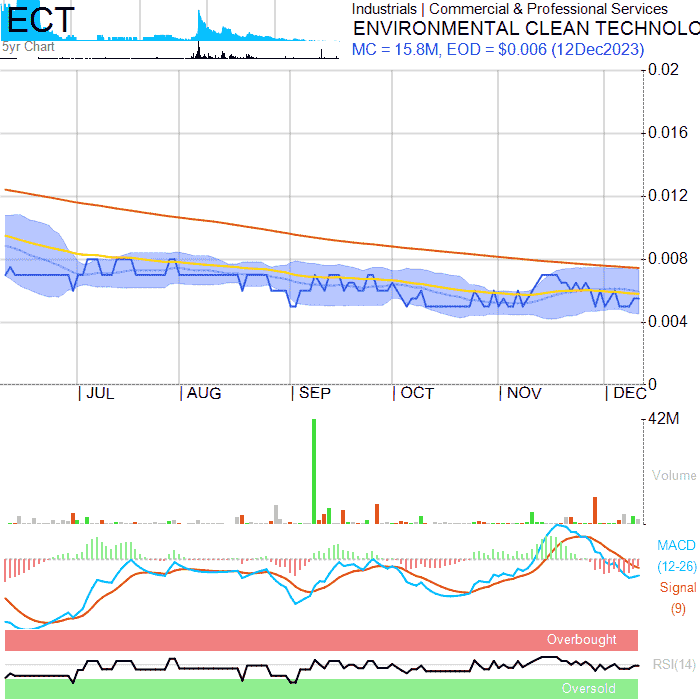 ECT
5yr Chart
Industrials | Commercial & Professional Services
ENVIRONMENTAL CLEAN TECHNOLO
MC = 15.8M, EOD = $0.006 (12Dec2023)
0.02
0.016
0.012
0.008
0.004
0
| JUL | AUG | SEP | OCT | NOV | DEC
42M
Volume
MACD
(12-26)
Signal
(9)
Overbought
RSI(14)
Oversold